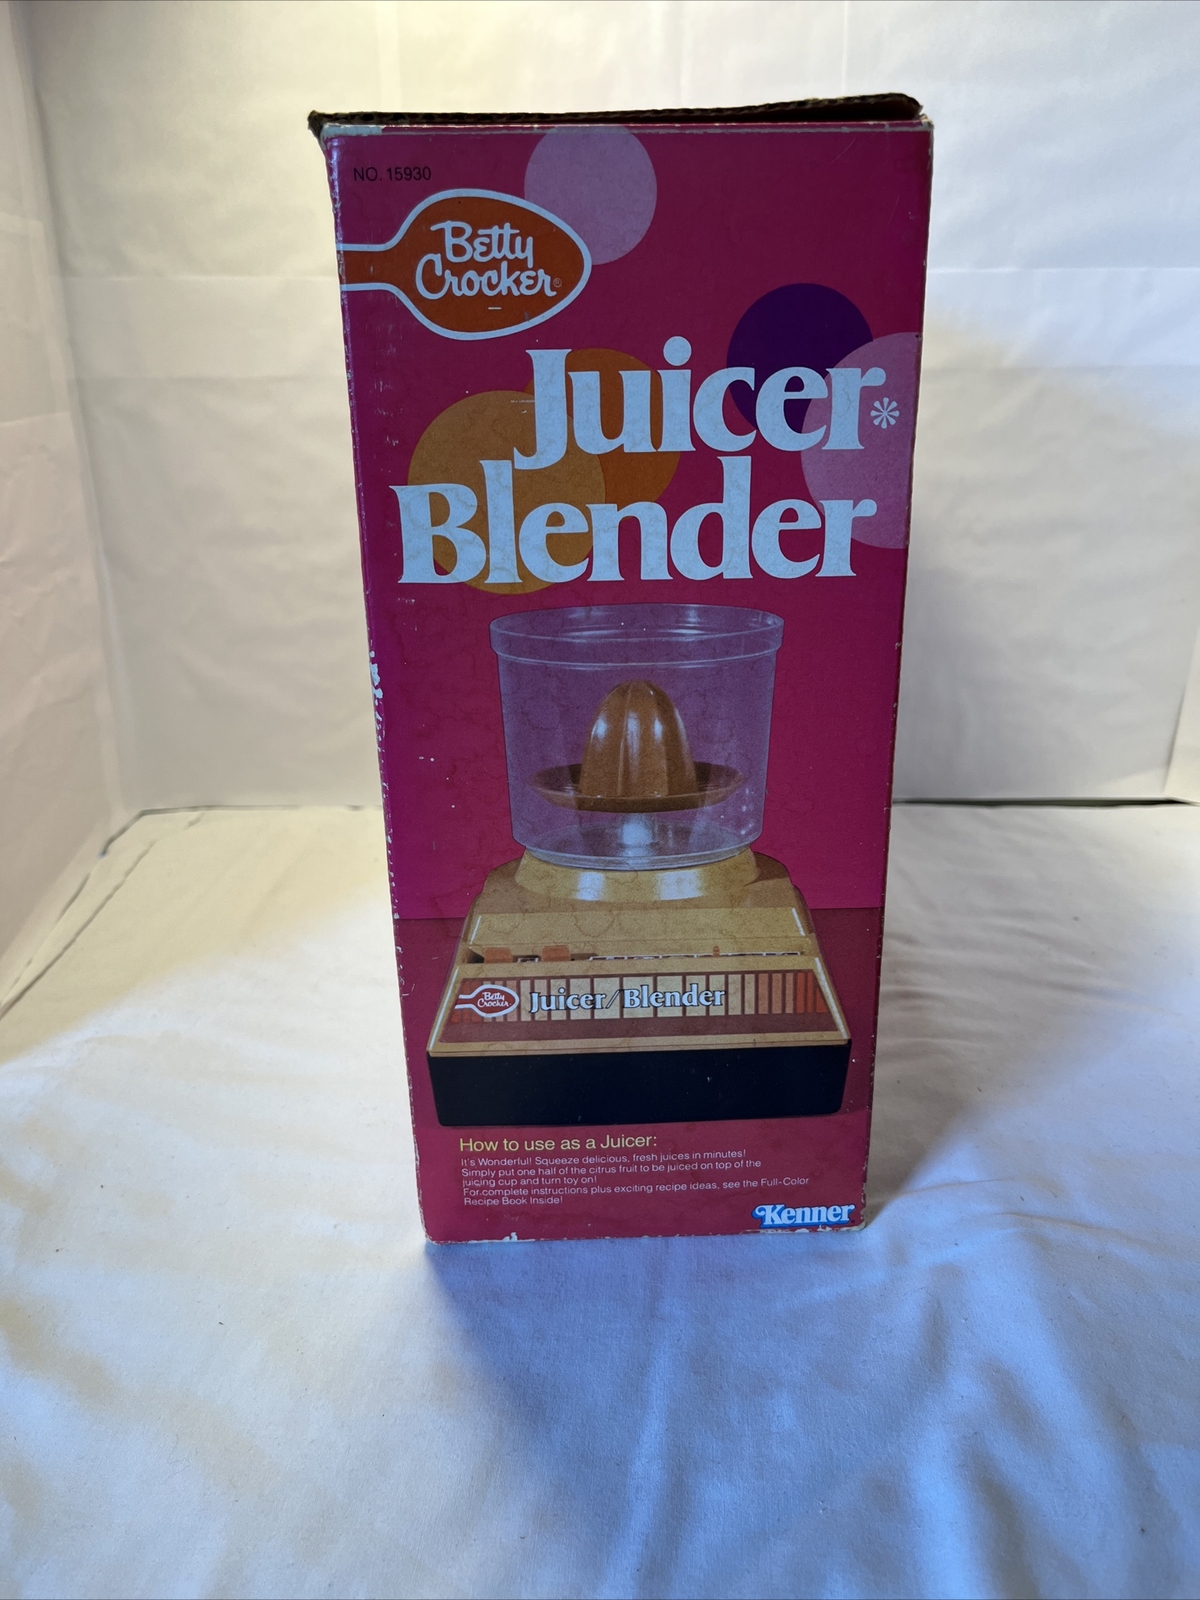 NO. 15930
Betty
Crocker®
Juicer*
Blender
Betty
Crocker
Juicer/Blender
How to use as a Juicer:
It's Wonderful! Squeeze delicious, fresh juices in minutes!
Simply put one half of the citrus fruit to be juiced on top of the
juicing cup and turn toy on!
For complete instructions plus exciting recipe ideas, see the Full-Color
Recipe Book Inside!
Kenner